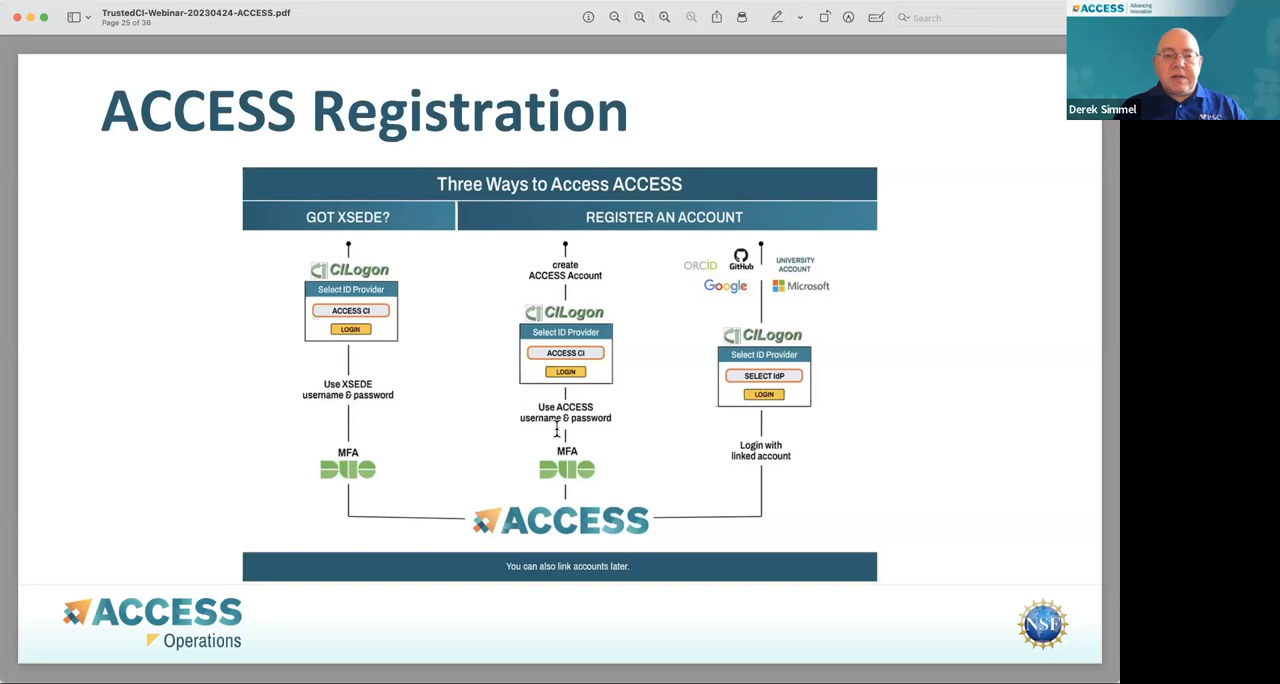 TrustedCI-Webinar-20230424-ACCESS.pdf
Page 25 of 36
Search
ACCESS Advancing Innovation
Derek Simmel
PSC
ACCESS Registration
Three Ways to Access ACCESS
GOT XSEDE?
REGISTER AN ACCOUNT
CILogon
Select ID Provider
ACCESS CI
LOGIN
Use XSEDE
username & password
MFA
DUO
create
ACCESS Account
CILogon
Select ID Provider
ACCESS CI
LOGIN
Use ACCESS
username & password
MFA
DUO
ORCID
GitHub
UNIVERSITY
ACCOUNT
Google
Microsoft
CILogon
Select ID Provider
SELECT IdP
LOGIN
Login with
linked account
ACCESS
You can also link accounts later.
ACCESS
Operations
NSF